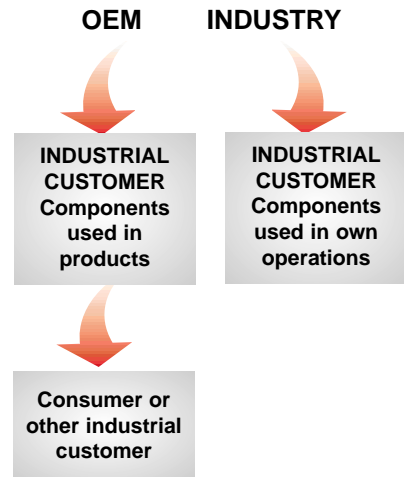 OEM INDUSTRY
INDUSTRIAL
CUSTOMER
Components
used in
products
INDUSTRIAL
CUSTOMER
Components
used in own
operations
Consumer or
other industrial
customer